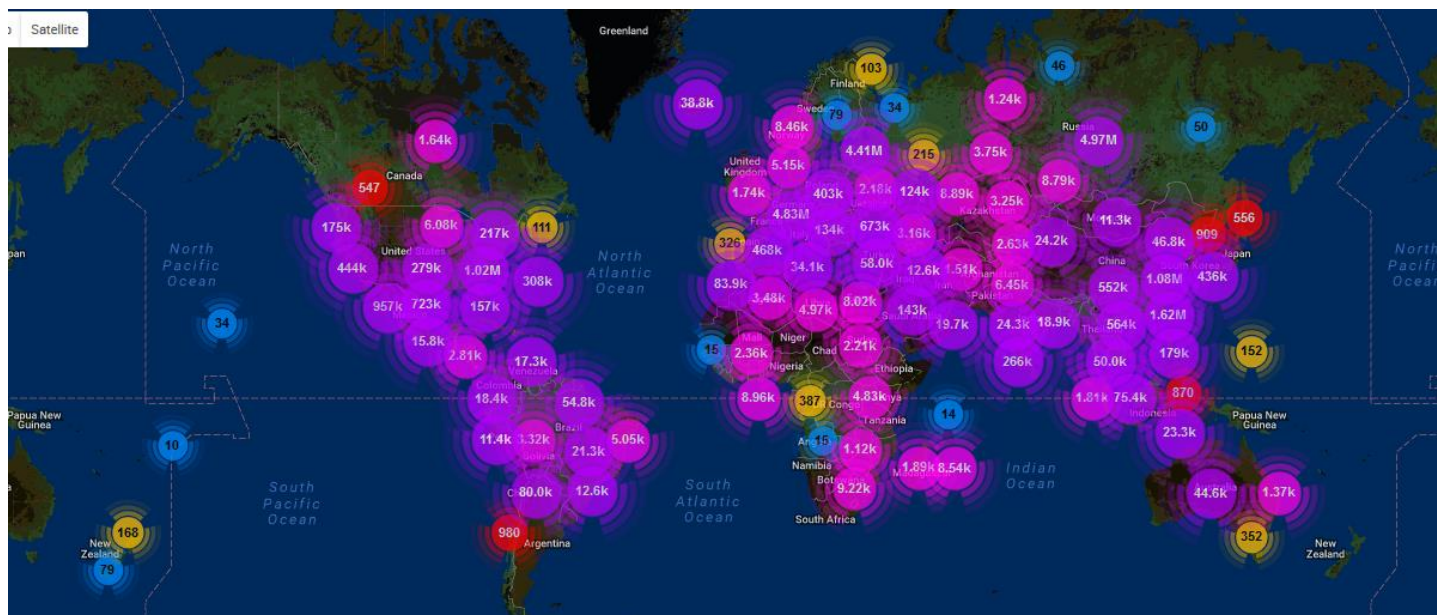 Satellite
Greenland
103
46
Finland
38.8k
79
34
1.24k
50
8.46k
Norway
1.64k
4.41M
215
Russia
4.97M
Canada
United
Kingdom
5.15k
3.75k
547
1.74k
403k
2.18k
124k
8.89k
8.79k
3.25k
Kazakhstan
175k
6.08k
217k
111
4.83M
134k
673k
3.16k
11.3k
556
909
North
Pacific
Ocean
United States
326
468k
2.63k
24.2k
46.8k
Japan
North
Atlantic
Ocean
444k
279k
1.02M
308k
34.1k
58.0k
12.6k
1.51k
China
South Korea
83.9k
6.45k
552k
1.08M
436k
Pakistan
957k
723k
157k
3.48k
4.97k
8.02k
143k
19.7k
24.3k
18.9k
564k
1.62M
34
15.8k
2.81k
17.3k
Venezuela
15
Mali
2.36k
Niger
Chad
2.21k
Nigeria
Ethiopia
266k
50.0k
179k
152
Colombia
18.4k
54.8k
8.96k
387
4.83k
Tanzania
14
1.81k
75.4k
870
Indonesia
Papua New
Guinea
Papua New
Guinea
10
11.4k
3.32k
Bolivia
Brazil
21.3k
5.05k
15
1.12k
Namibia
Botswana
1.89k
8.54k
Madagascar
Indian
Ocean
23.3k
South
Pacific
Ocean
80.0k
12.6k
South
Atlantic
Ocean
9.22k
South Africa
Australia
44.6k
1.37k
168
New
Zealand
79
980
Argentina
352
New
Zealand